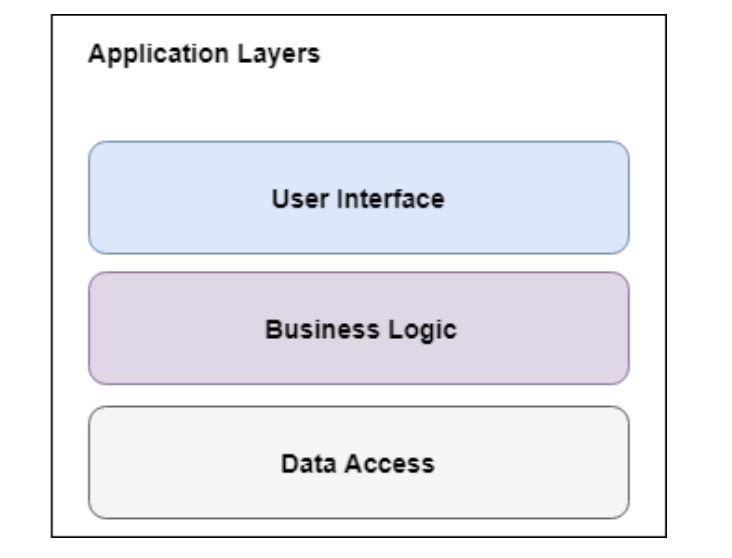 Application Layers
User Interface
Business Logic
Data Access